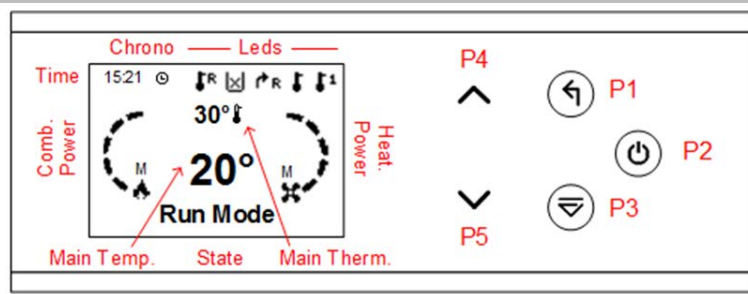 Chrono Leds
P4
Time 15:21 R R 1
P1
30°
Comb. Power
Heat. Power
M 20° M
P2
Run Mode
P3
P5
Main Temp. State Main Therm.